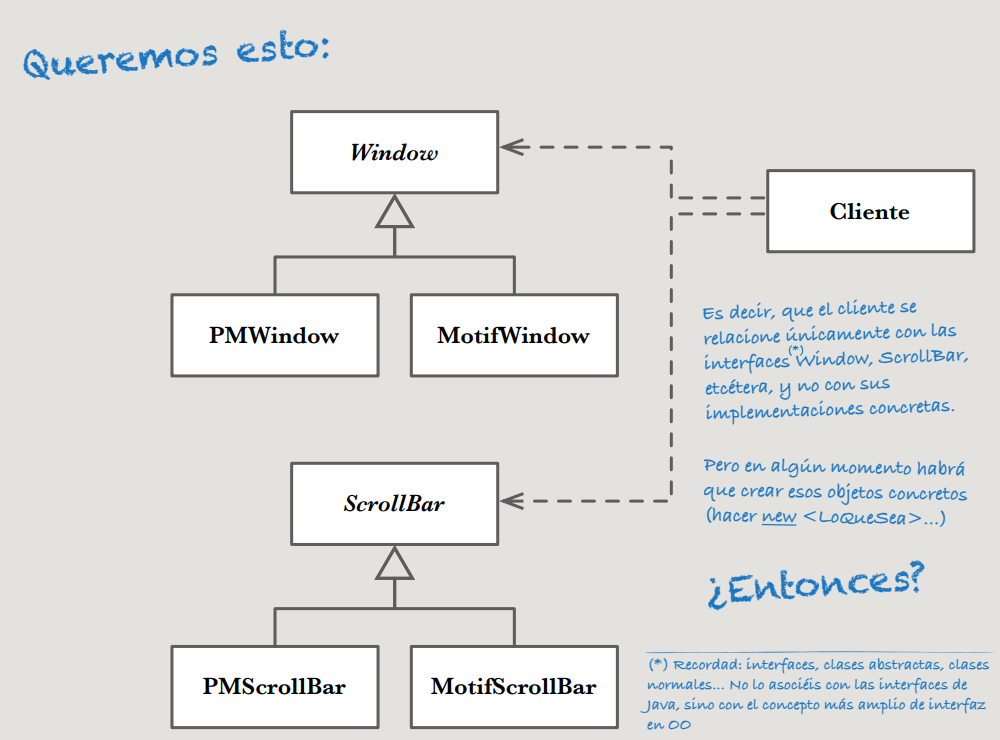 Queremos esto:
Window
Cliente
PMWindow
MotifWindow
Es decir, que el cliente se
relacione únicamente con las
interfaces(*) Window, ScrollBar,
etcétera, y no con sus
implementaciones concretas.
ScrollBar
Pero en algún momento habrá
que crear esos objetos concretos
(hacer new <LoQueSea>...)
¿Entonces?
PMScrollBar
MotifScrollBar
(*) Recordad: interfaces, clases abstractas, clases
normales... No lo asociéis con las interfaces de
Java, sino con el concepto más amplio de interfaz
en OO